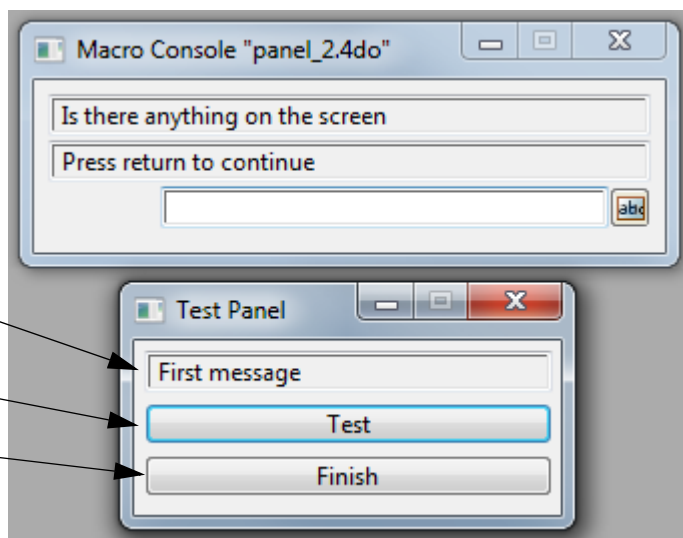 Macro Console "panel_2.4do"
Is there anything on the screen
Press return to continue
abc
Test Panel
First message
Test
Finish